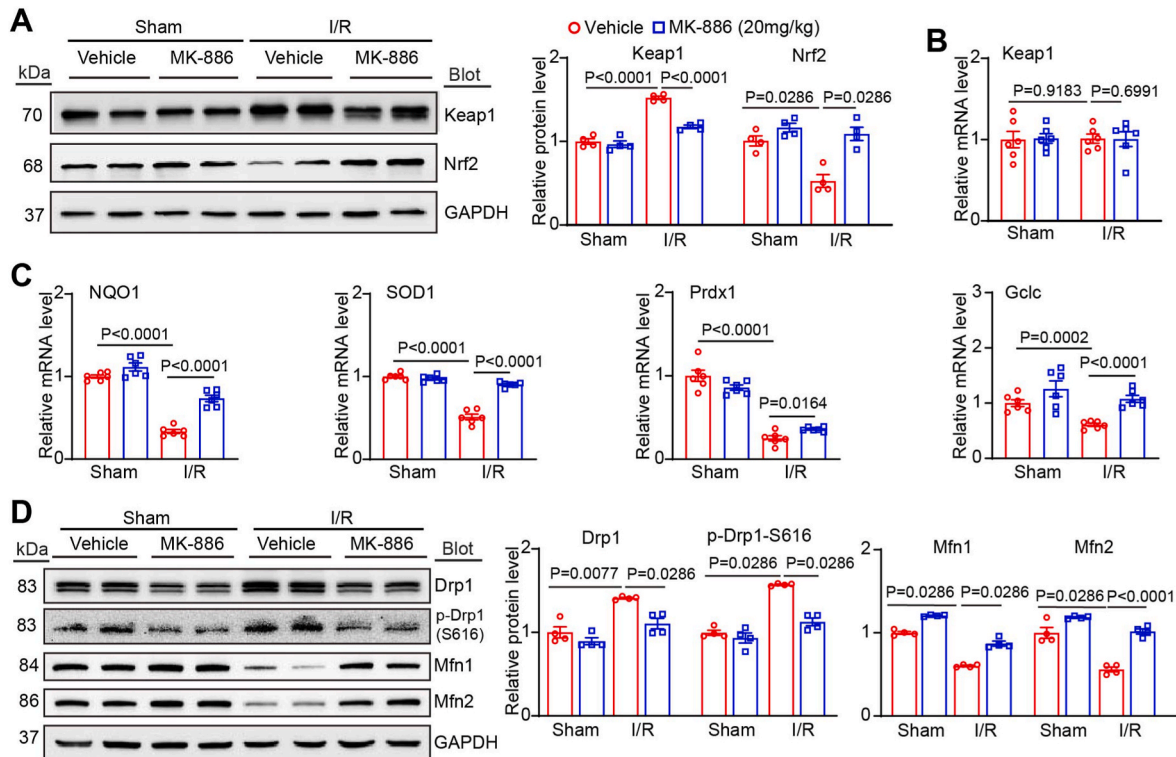 A
Sham
I/R
kDa
Vehicle
MK-886
Vehicle
MK-886
Blot
70
Keap1
68
Nrf2
37
GAPDH
Vehicle
MK-886 (20mg/kg)
Keap1
Nrf2
P<0.0001
P<0.0001
P=0.0286
P=0.0286
Relative protein level
2
1
0
Sham
I/R
Sham
I/R
B
Keap1
P=0.9183
P=0.6991
Relative mRNA level
2
1
0
Sham
I/R
C
NQO1
P<0.0001
P<0.0001
Relative mRNA level
2
1
0
Sham
I/R
SOD1
P<0.0001
P<0.0001
Relative mRNA level
2
1
0
Sham
I/R
Prdx1
P<0.0001
P=0.0164
Relative mRNA level
2
1
0
Sham
I/R
Gclc
P=0.0002
P<0.0001
Relative mRNA level
3
2
1
0
Sham
I/R
D
Sham
I/R
kDa
Vehicle
MK-886
Vehicle
MK-886
Blot
83
Drp1
83
p-Drp1
(S616)
84
Mfn1
86
Mfn2
37
GAPDH
Drp1
p-Drp1-S616
P=0.0077
P=0.0286
P=0.0286
P=0.0286
Relative protein level
2
1
0
Sham
I/R
Sham
I/R
Mfn1
Mfn2
P=0.0286
P=0.0286
P=0.0286
P<0.0001
2
1
0
Sham
I/R
Sham
I/R